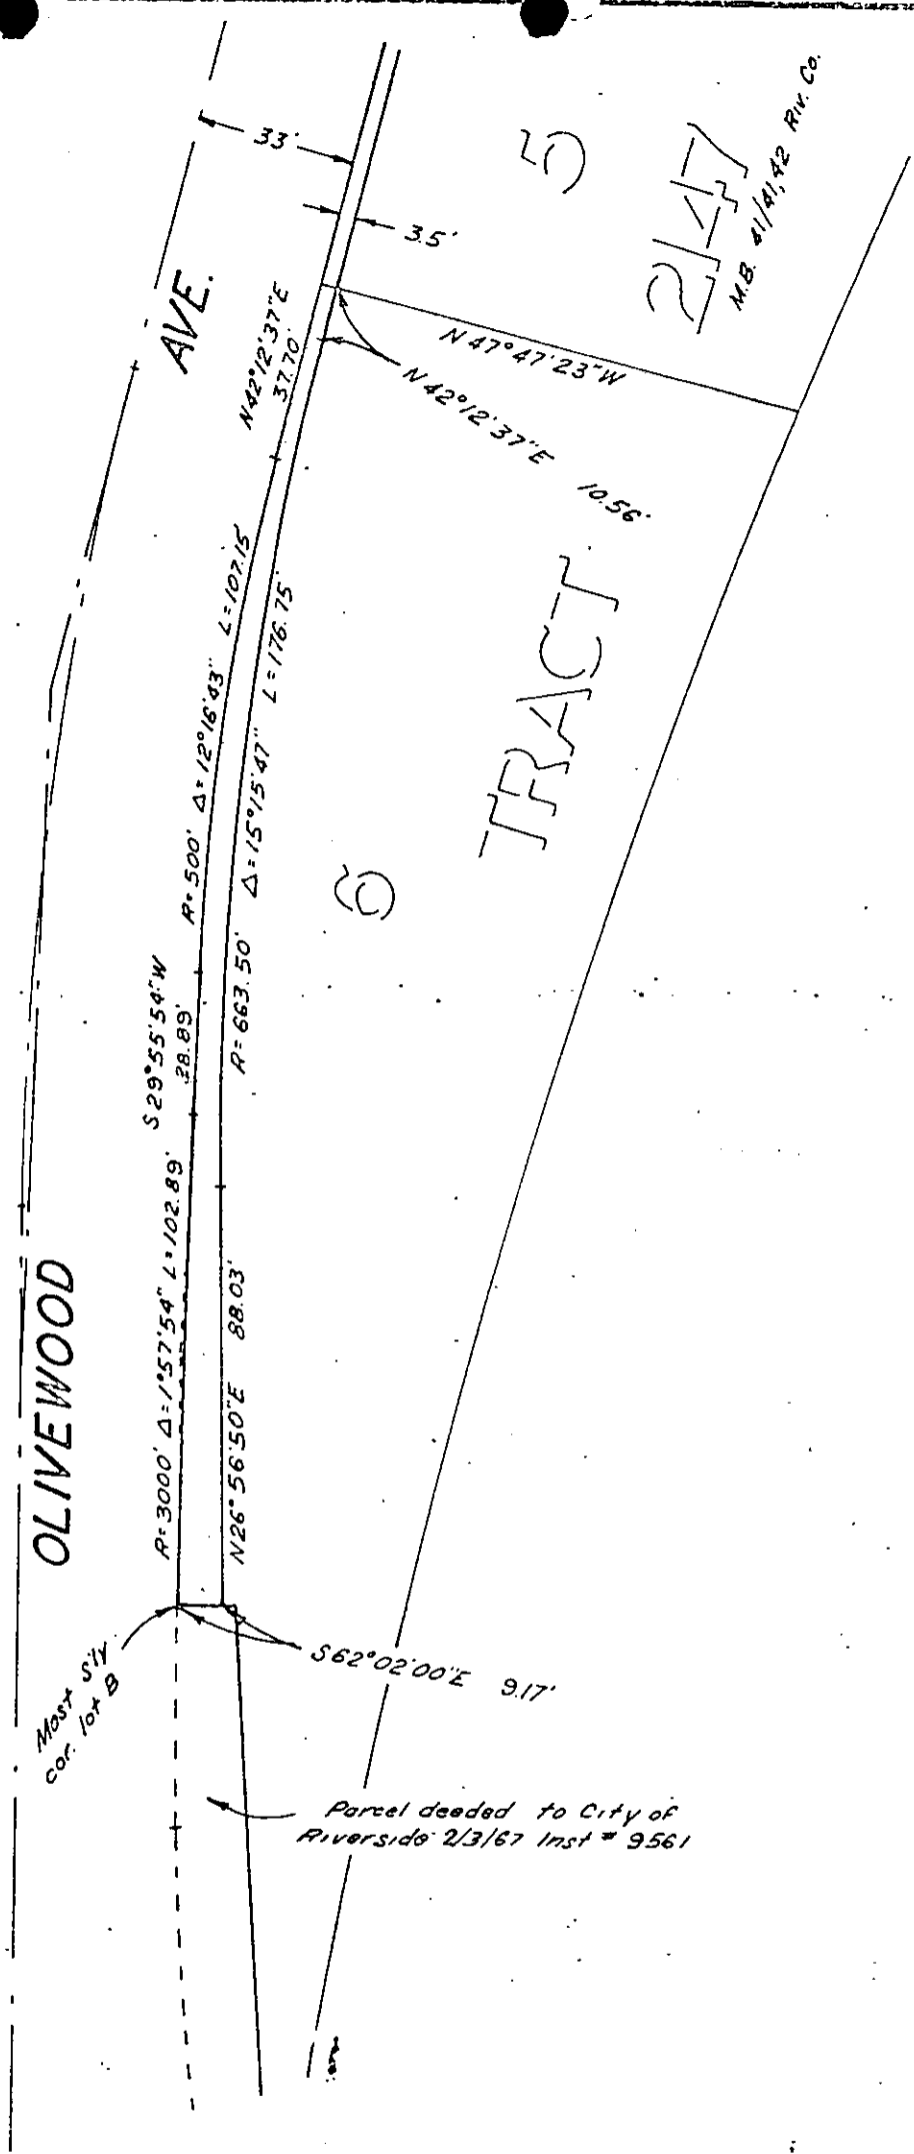 33'
3.5'
5
2147
M.B. 41/41,42 Riv. Co.
AVE.
N42°12'37"E
37.70'
N47°47'23"W
N42°12'37"E 10.56'
R=500' Δ=12°16'43" L=107.15'
R=663.50' Δ=15°15'47" L=176.75'
TRACT
6
S29°55'54"W
28.89'
R=3000' Δ=1°57'54" L=102.89'
N26°56'50"E 88.03'
OLIVEWOOD
Most S'ly
cor. lot B
S62°02'00"E 9.17'
Parcel deeded to City of
Riverside 2/3/67 Inst # 9561